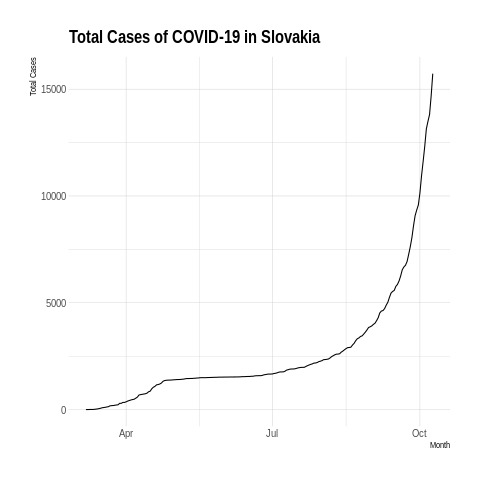 Total Cases of COVID-19 in Slovakia
Total Cases
15000
10000
5000
0
Apr
Jul
Oct
Month